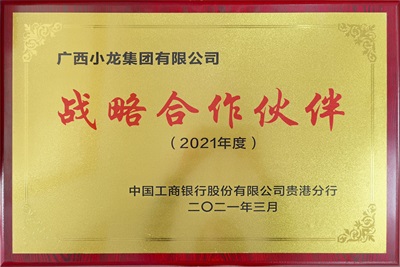 广西小龙集团有限公司
战略合作伙伴
（2021年度）
中国工商银行股份有限公司贵港分行
二〇二一年三月